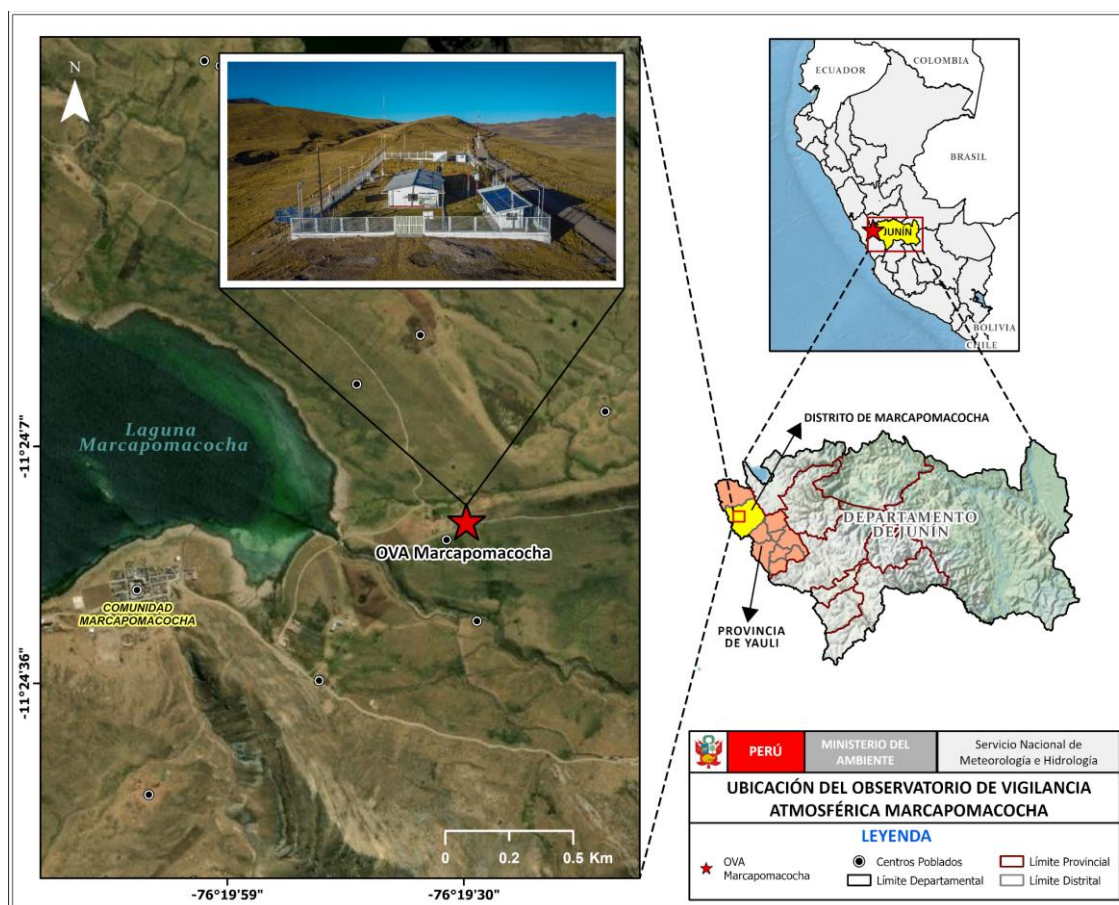 N
Laguna
Marcapomacocha
OVA Marcapomacocha
COMUNIDAD
MARCAPOMACOCHA
-11°24'7"
-11°24'36"
-76°19'59"
-76°19'30"
0 0.2 0.5 Km
ECUADOR
COLOMBIA
BRASIL
JUNÍN
BOLIVIA
CHILE
DISTRITO DE MARCAPOMACOCHA
DEPARTAMENTO
DE JUNÍN
PROVINCIA
DE YAULI
PERÚ
MINISTERIO DEL
AMBIENTE
Servicio Nacional de
Meteorología e Hidrología
UBICACIÓN DEL OBSERVATORIO DE VIGILANCIA
ATMOSFÉRICA MARCAPOMACOCHA
LEYENDA
OVA
Marcapomacocha
Centros Poblados
Límite Departamental
Límite Provincial
Límite Distrital